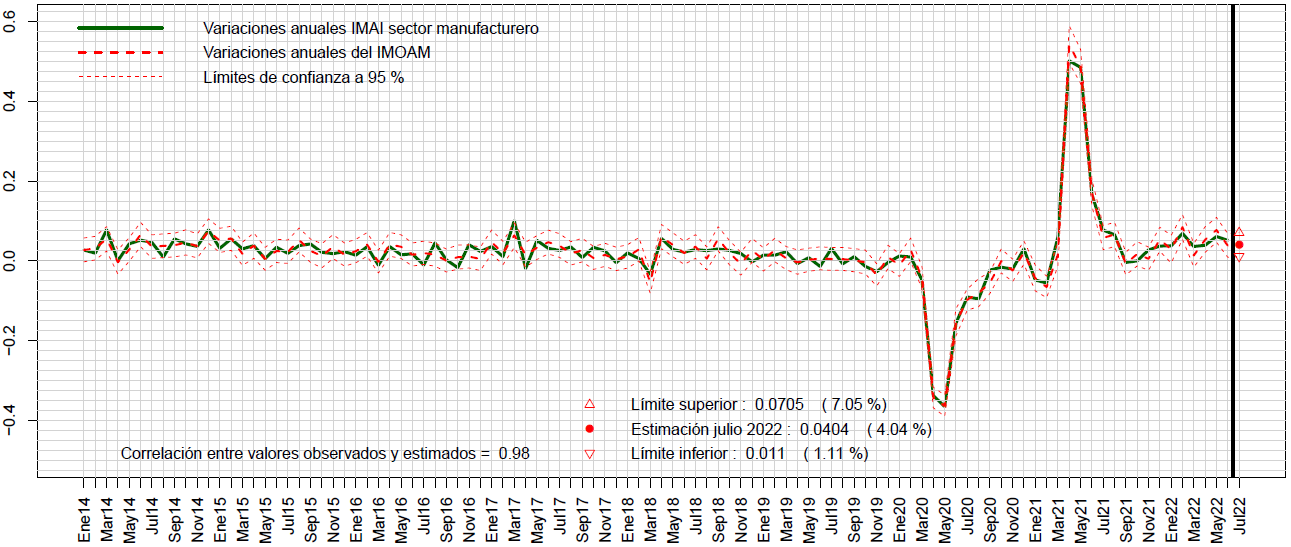 0.6
0.4
0.2
0.0
−0.2
−0.4
Variaciones anuales IMAI sector manufacturero
Variaciones anuales del IMOAM
Límites de confianza a 95 %
Límite superior : 0.0705 ( 7.05 %)
Estimación julio 2022 : 0.0404 ( 4.04 %)
Correlación entre valores observados y estimados = 0.98
Límite inferior : 0.011 ( 1.11 %)
Ene14 Mar14 May14 Jul14 Sep14 Nov14 Ene15 Mar15 May15 Jul15 Sep15 Nov15 Ene16 Mar16 May16 Jul16 Sep16 Nov16 Ene17 Mar17 May17 Jul17 Sep17 Nov17 Ene18 Mar18 May18 Jul18 Sep18 Nov18 Ene19 Mar19 May19 Jul19 Sep19 Nov19 Ene20 Mar20 May20 Jul20 Sep20 Nov20 Ene21 Mar21 May21 Jul21 Sep21 Nov21 Ene22 Mar22 May22 Jul22